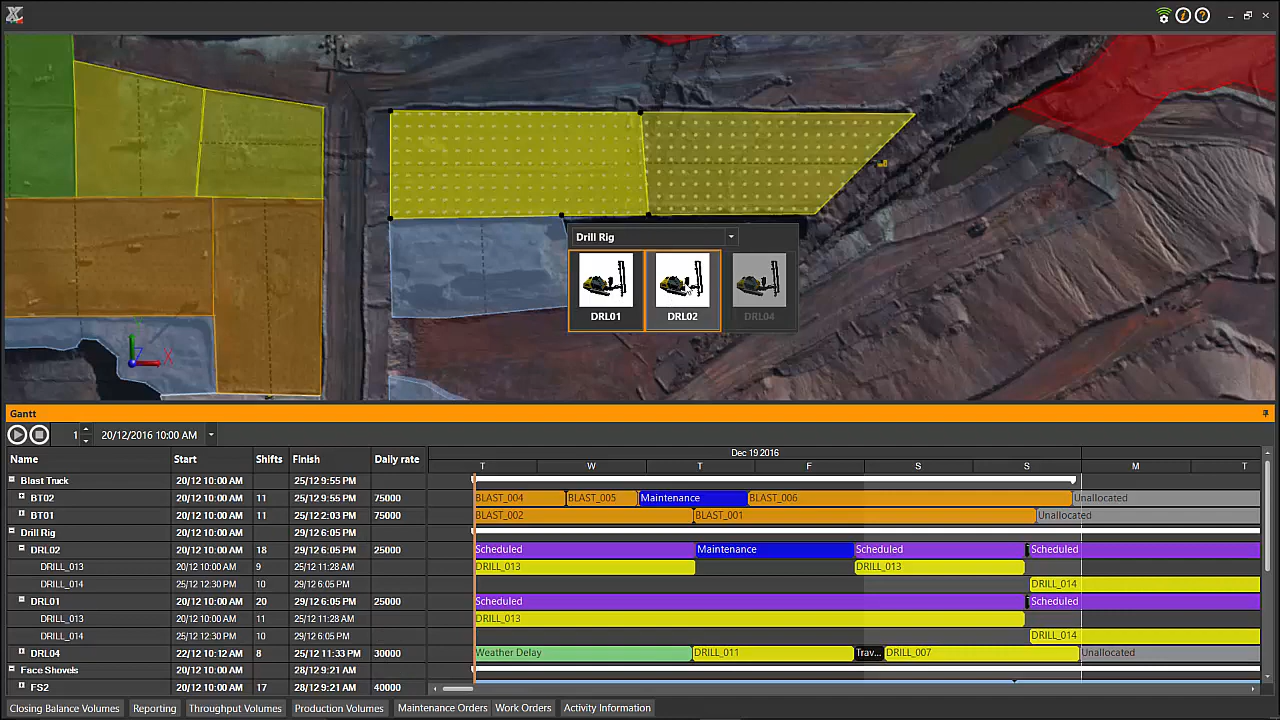 X
Z
Drill Rig
DRL01 DRL02 DRL04
Gantt
1 20/12/2016 10:00 AM
Name Start Shifts Finish Daily rate Dec 19 2016
T W T F S S M T
Blast Truck 20/12 10:00 AM 25/12 9:55 PM
BT02 20/12 10:00 AM 11 25/12 9:55 PM 75000 BLAST_004 BLAST_005 Maintenance BLAST_006 Unallocated
BT01 20/12 10:00 AM 11 25/12 2:03 PM 75000 BLAST_002 BLAST_001 Unallocated
Drill Rig 20/12 10:00 AM 29/12 6:05 PM
DRL02 20/12 10:00 AM 18 29/12 6:05 PM 25000 Scheduled Maintenance Scheduled Scheduled
DRILL_013 20/12 10:00 AM 9 25/12 11:28 AM DRILL_013 DRILL_013
DRILL_014 25/12 12:30 PM 10 29/12 6:05 PM DRILL_014
DRL01 20/12 10:00 AM 20 29/12 6:05 PM 25000 Scheduled Scheduled
DRILL_013 20/12 10:00 AM 11 25/12 11:28 AM DRILL_013
DRILL_014 25/12 12:30 PM 10 29/12 6:05 PM DRILL_014
DRL04 22/12 10:12 AM 8 25/12 11:33 PM 30000 Weather Delay DRILL_011 Trav... DRILL_007 Unallocated
Face Shovels 20/12 10:00 AM 28/12 9:21 AM
FS2 20/12 10:00 AM 17 28/12 9:21 AM 40000
Closing Balance Volumes Reporting Throughput Volumes Production Volumes Maintenance Orders Work Orders Activity Information